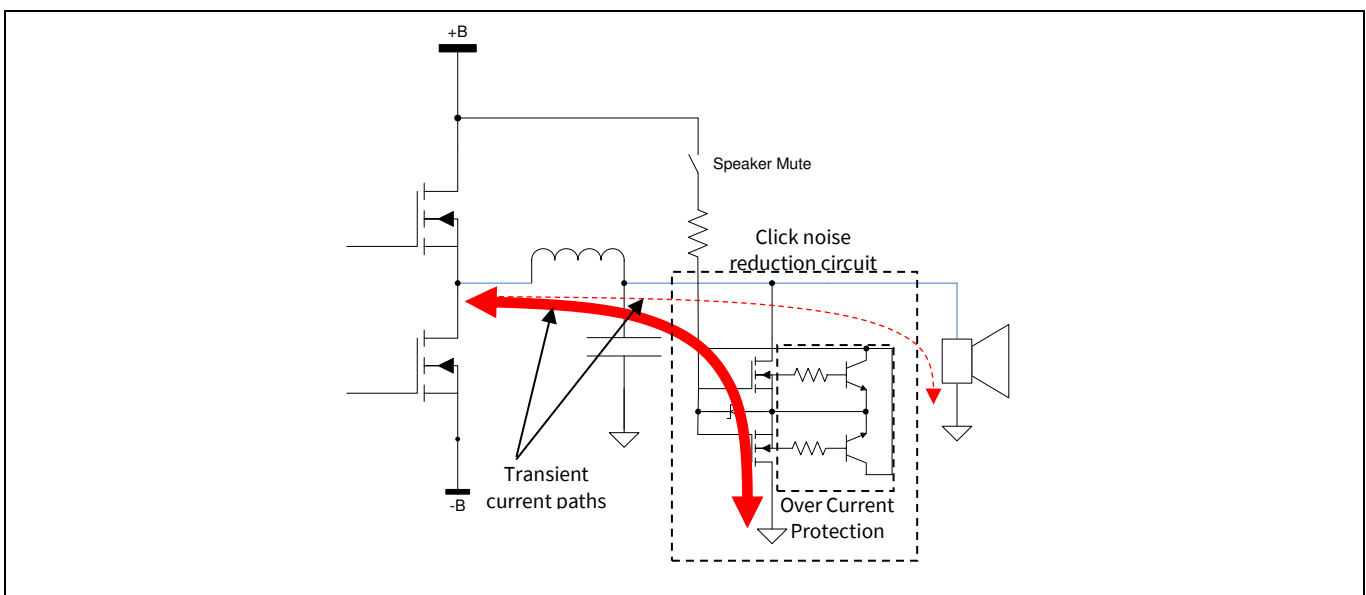 +B
Speaker Mute
Click noise
reduction circuit
Transient
current paths
-B
Over Current
Protection